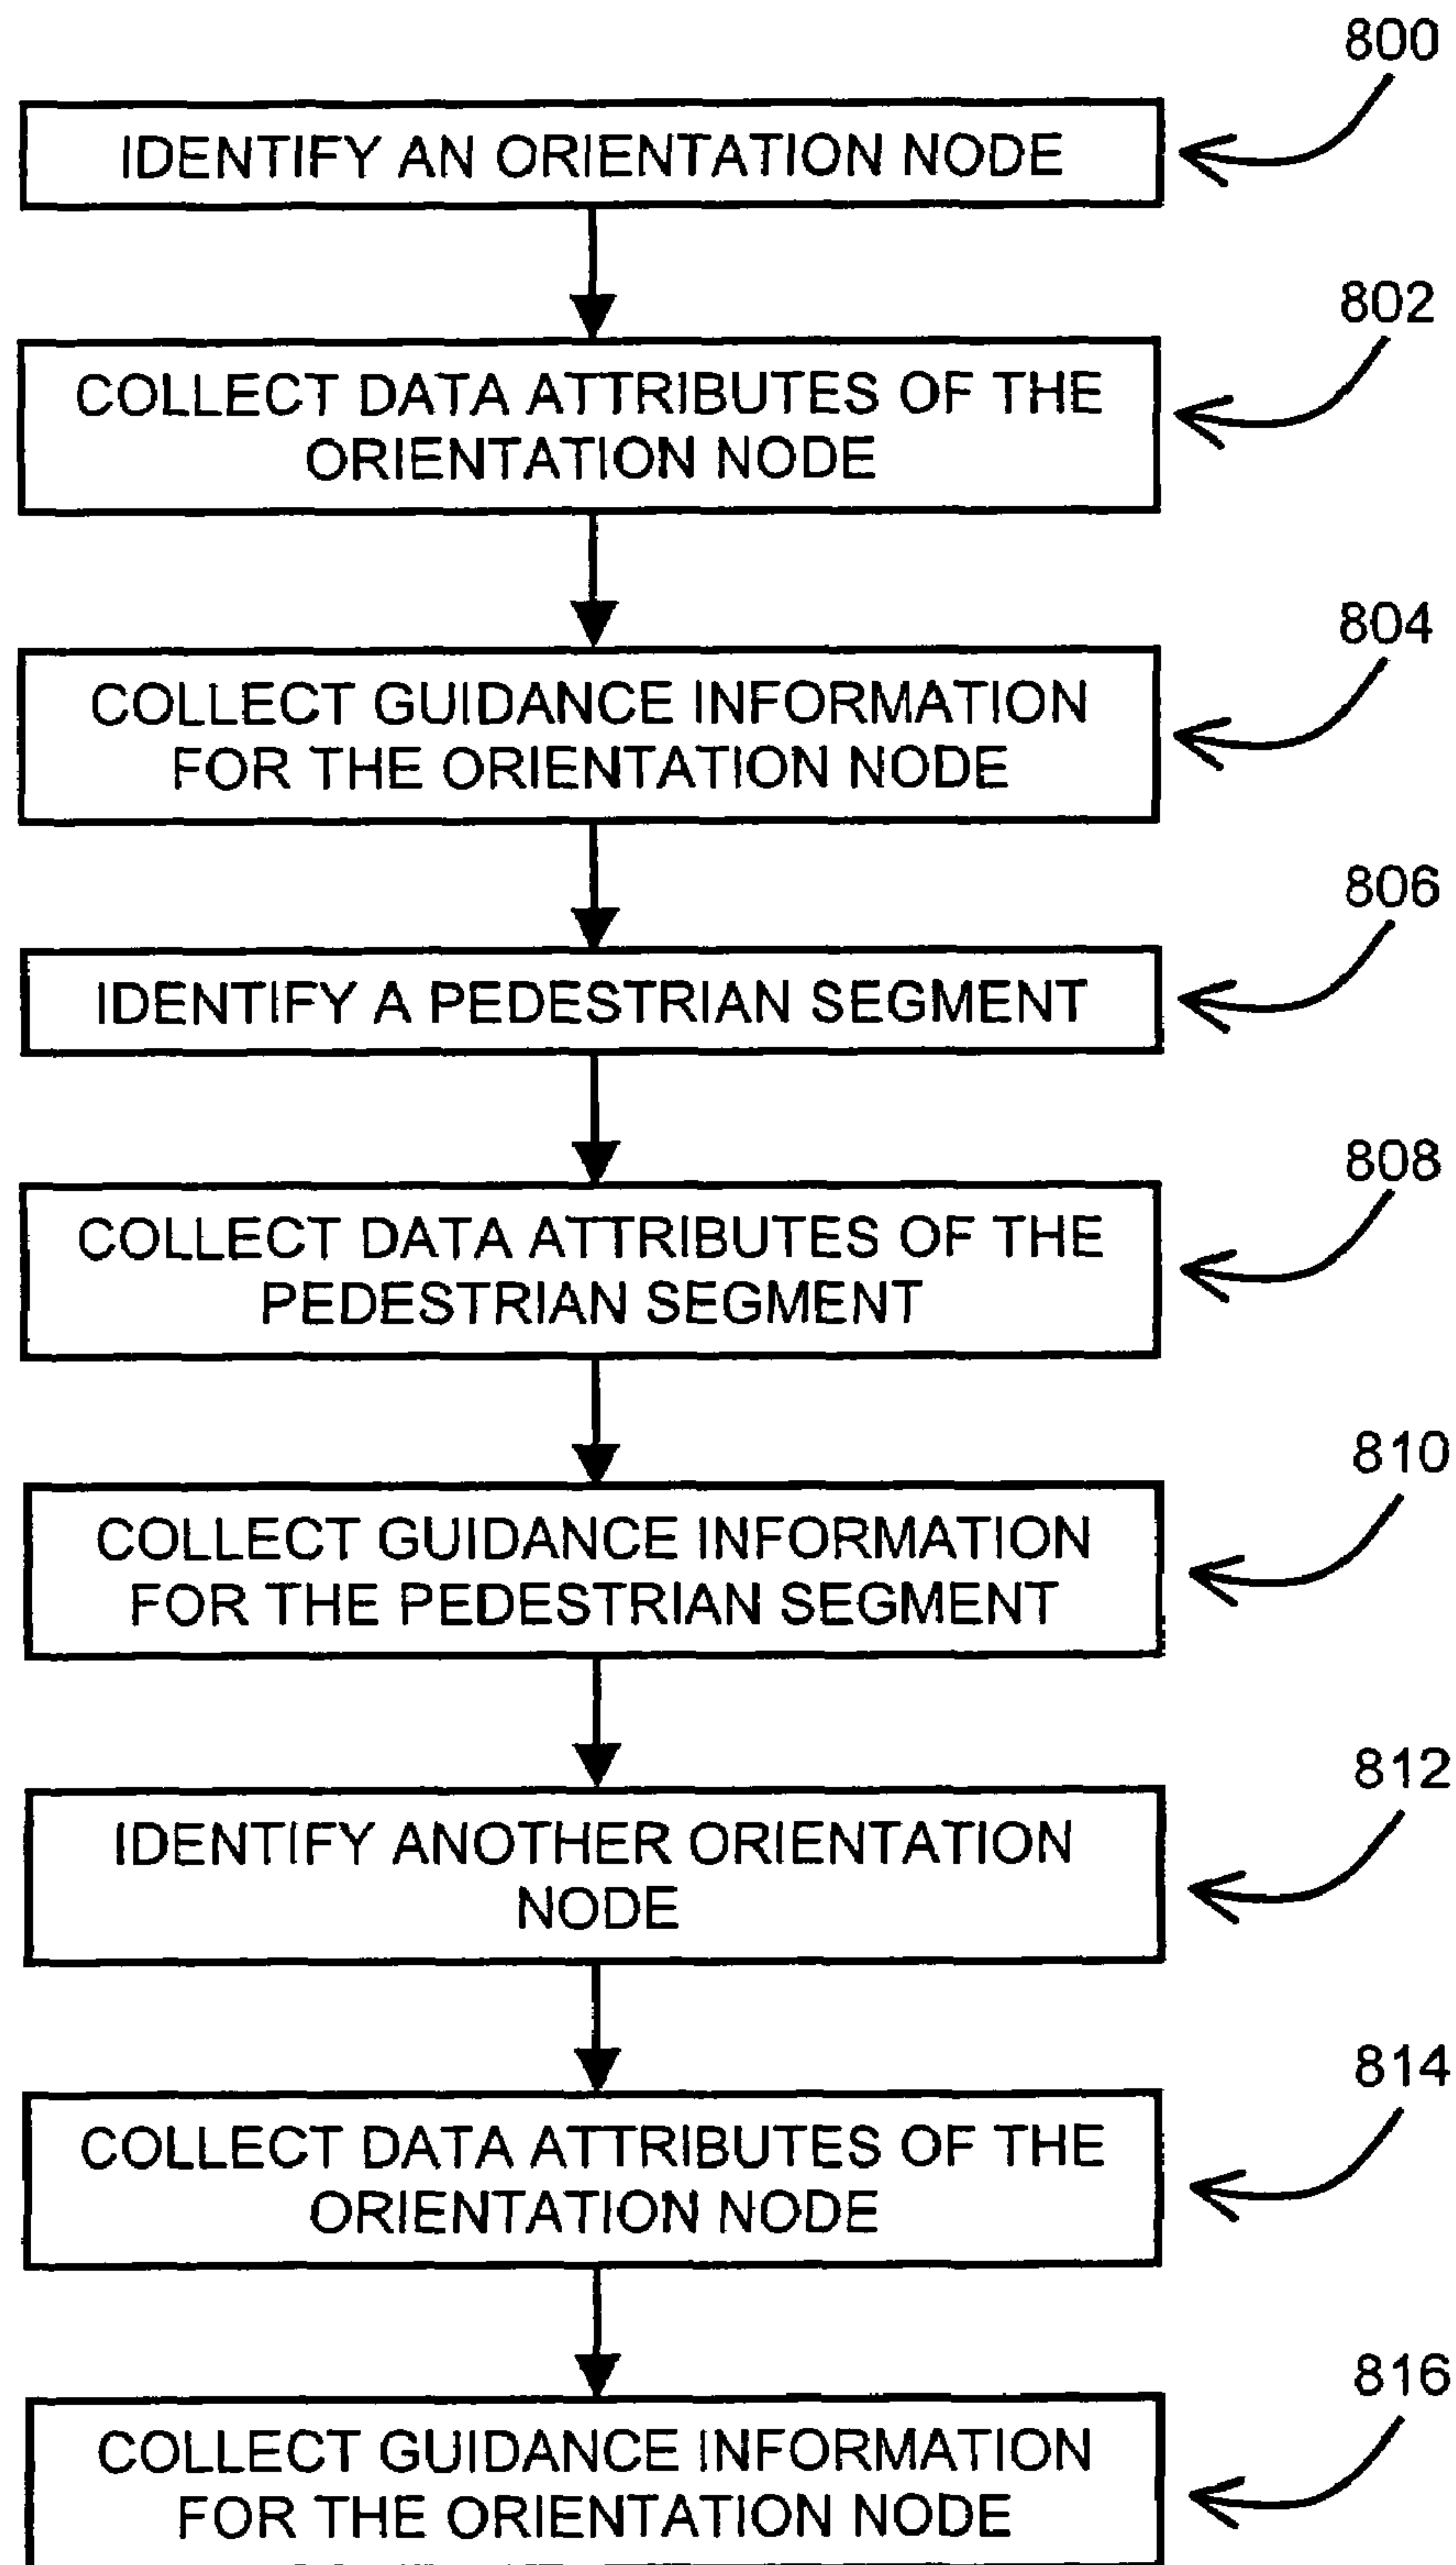 800
IDENTIFY AN ORIENTATION NODE
802
COLLECT DATA ATTRIBUTES OF THE
ORIENTATION NODE
804
COLLECT GUIDANCE INFORMATION
FOR THE ORIENTATION NODE
806
IDENTIFY A PEDESTRIAN SEGMENT
808
COLLECT DATA ATTRIBUTES OF THE
PEDESTRIAN SEGMENT
810
COLLECT GUIDANCE INFORMATION
FOR THE PEDESTRIAN SEGMENT
812
IDENTIFY ANOTHER ORIENTATION
NODE
814
COLLECT DATA ATTRIBUTES OF THE
ORIENTATION NODE
816
COLLECT GUIDANCE INFORMATION
FOR THE ORIENTATION NODE